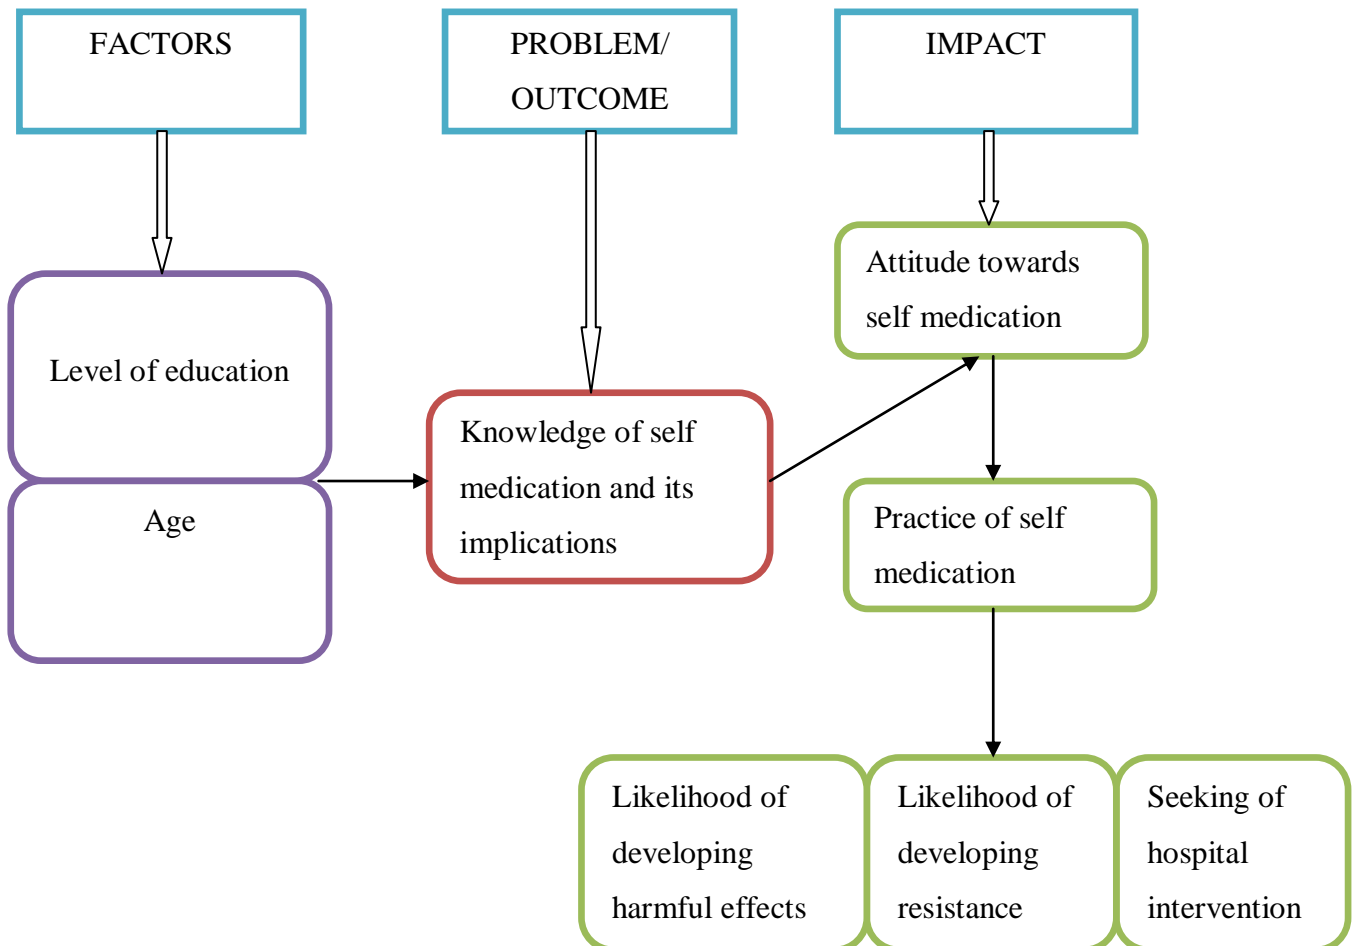 FACTORS
PROBLEM/
OUTCOME
IMPACT
Level of education
Age
Knowledge of self
medication and its
implications
Attitude towards
self medication
Practice of self
medication
Likelihood of
developing
harmful effects
Likelihood of
developing
resistance
Seeking of
hospital
intervention